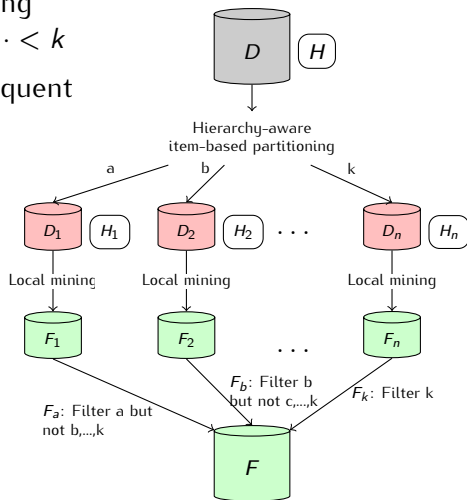 ng
· < k
quent
D
H
Hierarchy-aware
item-based partitioning
a
b
k
D1
H1
D2
H2
· · ·
Dn
Hn
Local mining
Local mining
Local mining
F1
F2
· · ·
Fn
Fa: Filter a but
not b,...,k
Fb: Filter b
but not c,...,k
Fk: Filter k
F